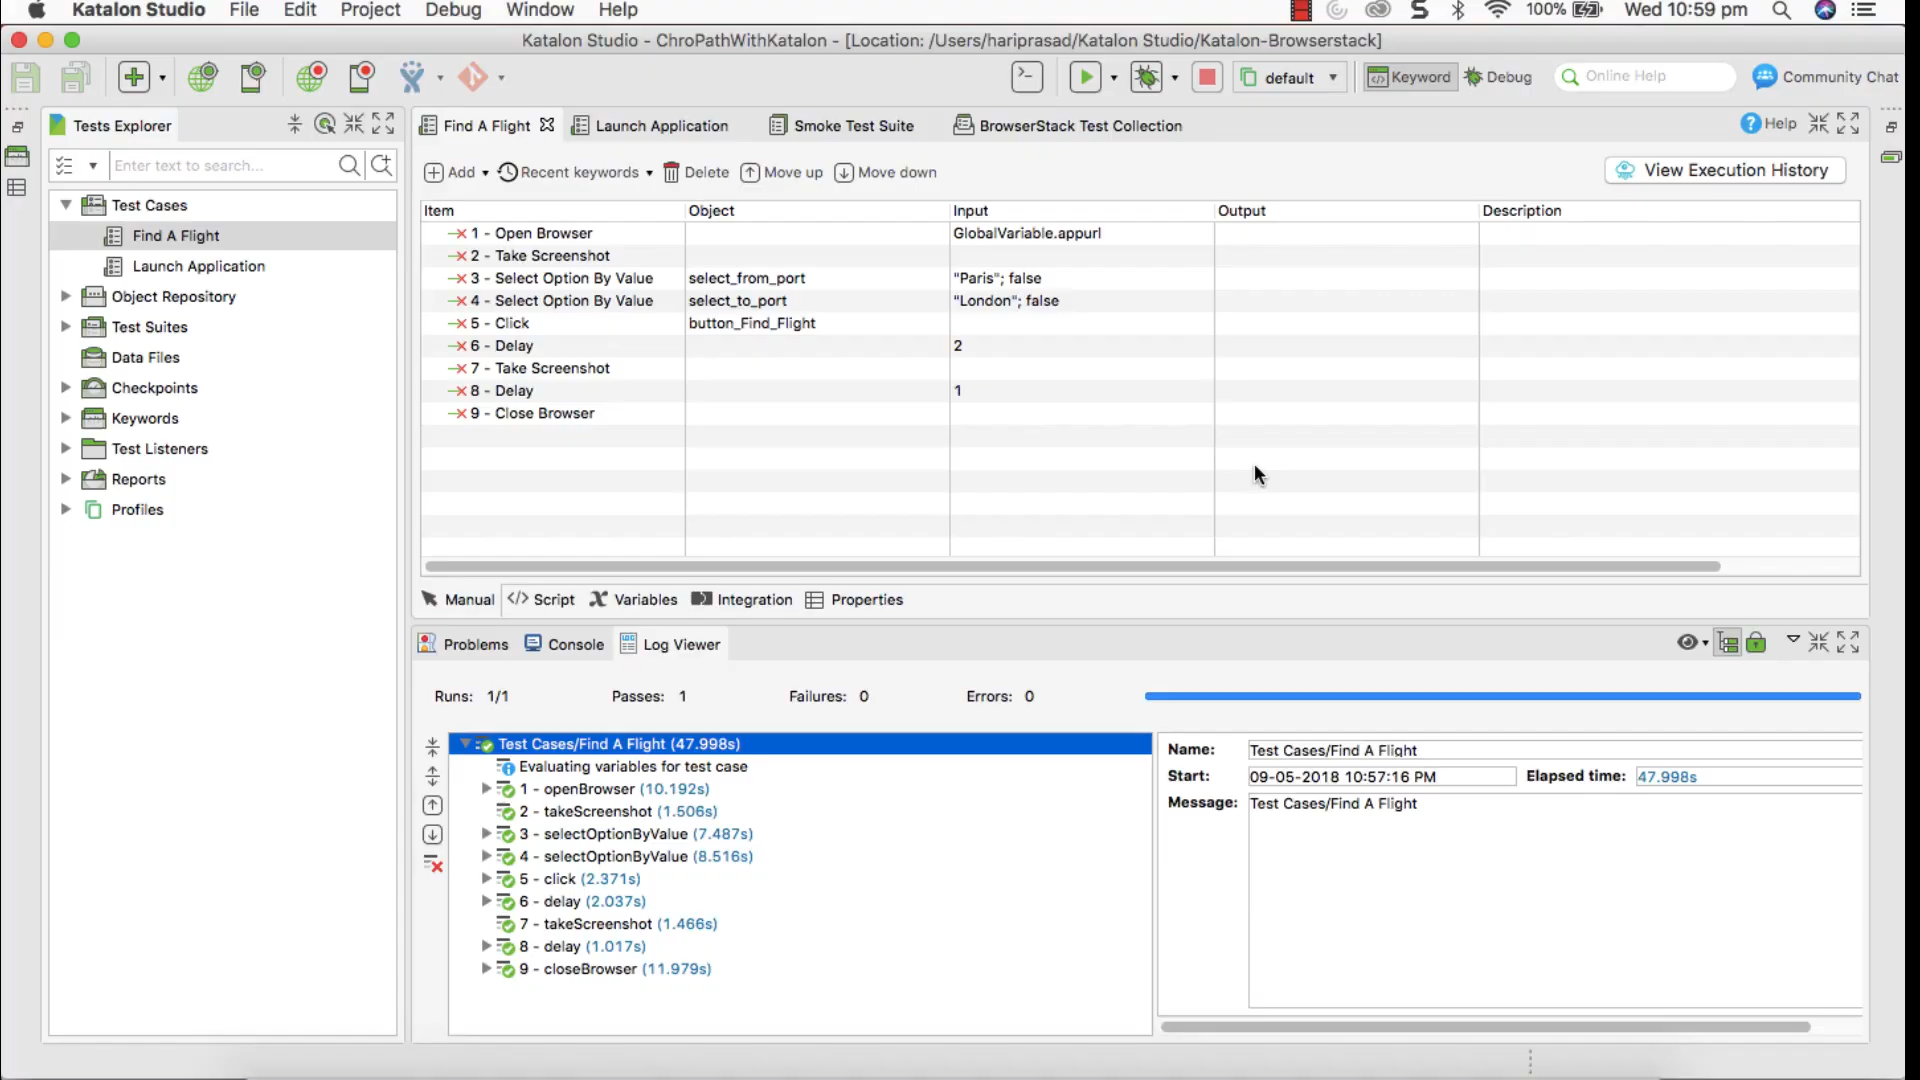 Katalon Studio File Edit Project Debug Window Help 100% Wed 10:59 pm
Katalon Studio - ChroPathWithKatalon - [Location: /Users/hariprasad/Katalon Studio/Katalon-Browserstack]
default Keyword Debug Online Help Community Chat
Tests Explorer
Find A Flight Launch Application Smoke Test Suite BrowserStack Test Collection Help
Enter text to search...
Add Recent keywords Delete Move up Move down View Execution History
Test Cases
Find A Flight
Launch Application
Object Repository
Test Suites
Data Files
Checkpoints
Keywords
Test Listeners
Reports
Profiles
Item Object Input Output Description
1 - Open Browser GlobalVariable.appurl
2 - Take Screenshot
3 - Select Option By Value select_from_port "Paris"; false
4 - Select Option By Value select_to_port "London"; false
5 - Click button_Find_Flight
6 - Delay 2
7 - Take Screenshot
8 - Delay 1
9 - Close Browser
Manual Script Variables Integration Properties
Problems Console Log Viewer
Runs: 1/1 Passes: 1 Failures: 0 Errors: 0
Test Cases/Find A Flight (47.998s)
Evaluating variables for test case
1 - openBrowser (10.192s)
2 - takeScreenshot (1.506s)
3 - selectOptionByValue (7.487s)
4 - selectOptionByValue (8.516s)
5 - click (2.371s)
6 - delay (2.037s)
7 - takeScreenshot (1.466s)
8 - delay (1.017s)
9 - closeBrowser (11.979s)
Name: Test Cases/Find A Flight
Start: 09-05-2018 10:57:16 PM Elapsed time: 47.998s
Message: Test Cases/Find A Flight